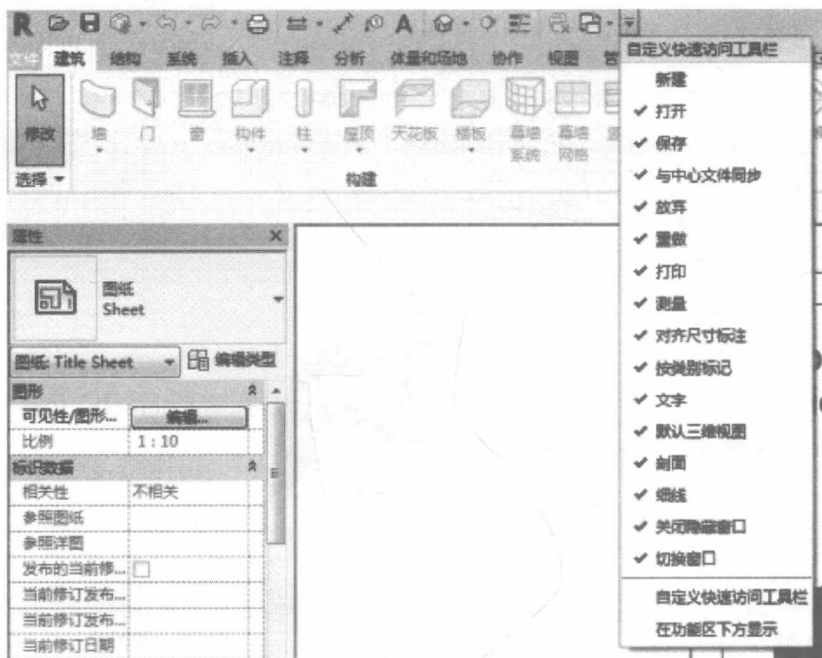 文件 建筑 结构 系统 插入 注释 分析 体量和场地 协作 视图 管
修改 墙 门 窗 构件 柱 屋顶 天花板 楼板 幕墙系统 幕墙网格 竖
选择 构建
属性
图纸
Sheet
图纸: Title Sheet 编辑类型
图形
可见性/图形... 编辑...
比例 1 : 10
标识数据
相关性 不相关
参照图纸
参照详图
发布的当前修...
当前修订发布...
当前修订发布...
当前修订日期
自定义快速访问工具栏
新建
打开
保存
与中心文件同步
放弃
重做
打印
测量
对齐尺寸标注
按类别标记
文字
默认三维视图
剖面
细线
关闭隐藏窗口
切换窗口
自定义快速访问工具栏
在功能区下方显示